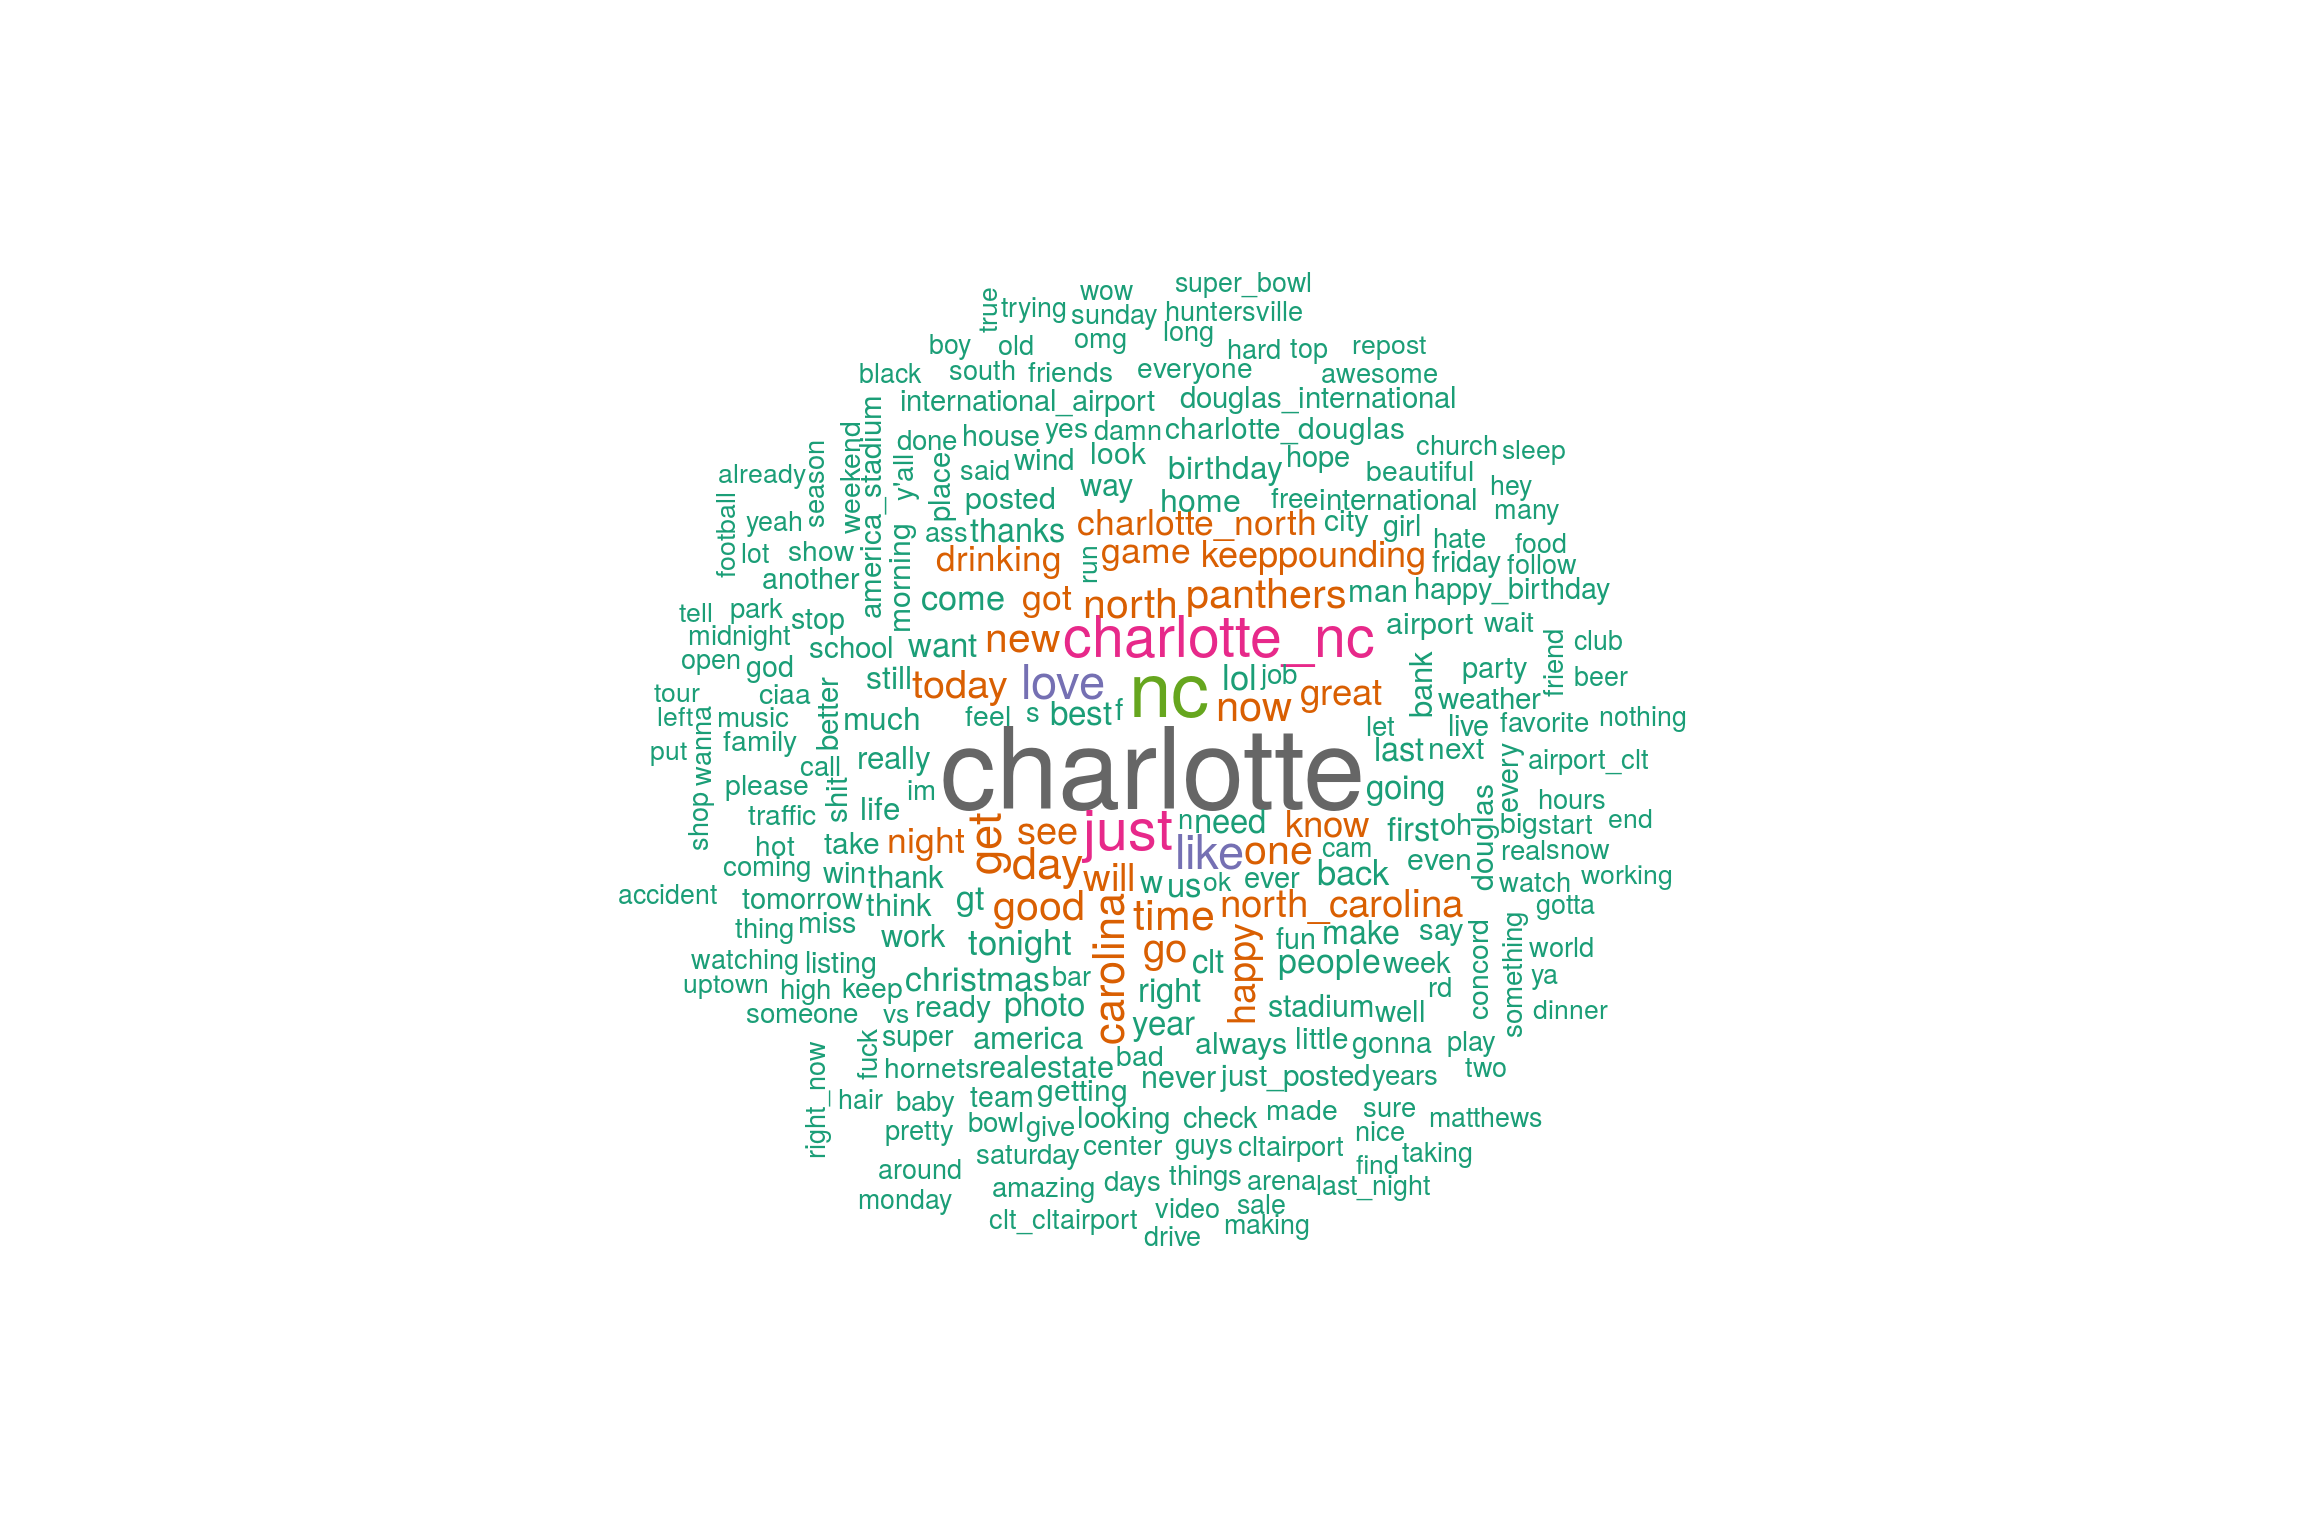 super_bowl
wow
true
trying
sunday
huntersville
omg
long
boy
old
hard
top
repost
black
south
friends
everyone
awesome
international_airport
douglas_international
america_stadium
weekend
done
house
yes
damn
charlotte_douglas
church
sleep
season
y'all
place
said
wind
look
birthday
hope
beautiful
already
posted
way
home
free
international
hey
many
football
yeah
ass
thanks
charlotte_north
city
girl
hate
food
lot
show
morning
drinking
run
game
keeppounding
friday
follow
another
come
got
north
panthers
man
happy_birthday
tell
park
stop
midnight
school
want
new
charlotte_nc
airport
wait
club
open
god
still
today
love
nc
lol
job
great
bank
party
friend
beer
tour
ciaa
better
much
feel
s
best
f
now
weather
left
music
let
live
favorite
nothing
put
wanna
family
call
really
charlotte
last
next
every
airport_clt
please
shit
life
im
going
hours
shop
traffic
night
get
see
just
n
need
know
first
oh
douglas
big
start
end
hot
take
day
like
one
cam
even
real
snow
coming
win
thank
will
w
us
ok
ever
back
watch
working
accident
tomorrow
think
gt
good
carolina
time
north_carolina
gotta
thing
miss
work
tonight
go
clt
happy
fun
make
say
concord
something
world
watching
listing
christmas
bar
people
week
ya
uptown
high
keep
ready
photo
right
rd
someone
vs
year
stadium
well
dinner
fuck
super
america
always
little
gonna
play
right_now
hornets
realestate
bad
never
just_posted
years
two
hair
baby
team
getting
looking
check
made
sure
matthews
pretty
bowl
give
nice
around
saturday
center
guys
cltairport
find
taking
monday
amazing
days
things
arena
last_night
clt_cltairport
video
sale
making
drive